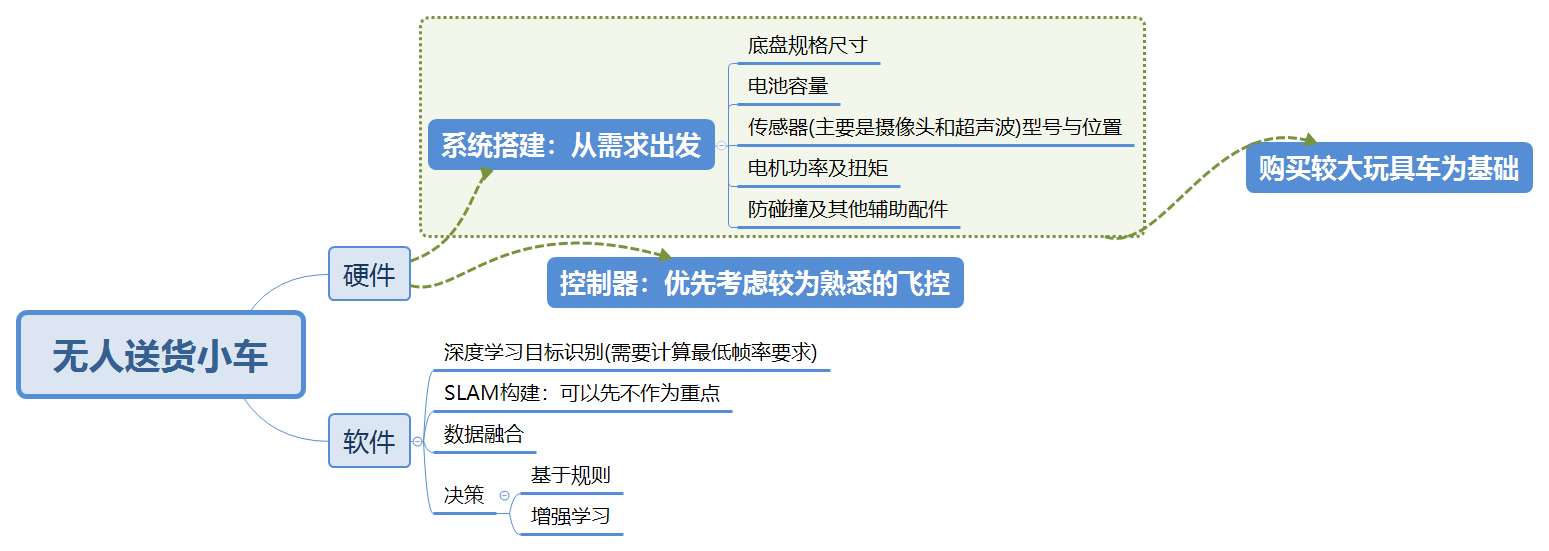 无人送货小车
硬件
系统搭建：从需求出发
底盘规格尺寸
电池容量
传感器(主要是摄像头和超声波)型号与位置
电机功率及扭矩
防碰撞及其他辅助配件
购买较大玩具车为基础
控制器：优先考虑较为熟悉的飞控
软件
深度学习目标识别(需要计算最低帧率要求)
SLAM构建：可以先不作为重点
数据融合
决策
基于规则
增强学习